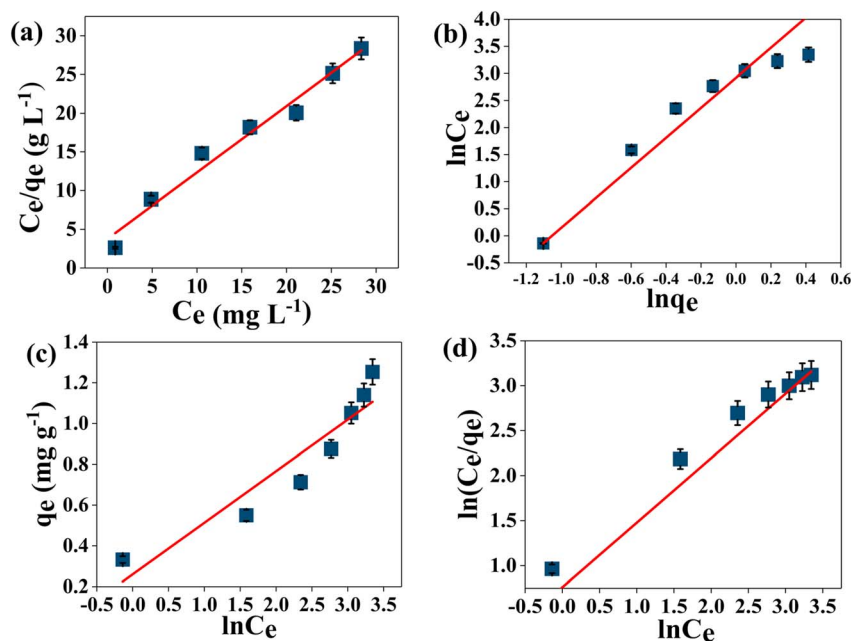 (a)
30
25
20
15
10
5
0
Ce/qe (g L⁻¹)
0 5 10 15 20 25 30
Ce (mg L⁻¹)
(b)
4.0
3.5
3.0
2.5
2.0
1.5
1.0
0.5
0.0
-0.5
lnCe
-1.2 -1.0 -0.8 -0.6 -0.4 -0.2 0.0 0.2 0.4 0.6
lnqe
(c)
1.4
1.2
1.0
0.8
0.6
0.4
0.2
qe (mg g⁻¹)
-0.5 0.0 0.5 1.0 1.5 2.0 2.5 3.0 3.5
lnCe
(d)
3.5
3.0
2.5
2.0
1.5
1.0
ln(Ce/qe)
-0.5 0.0 0.5 1.0 1.5 2.0 2.5 3.0 3.5
lnCe